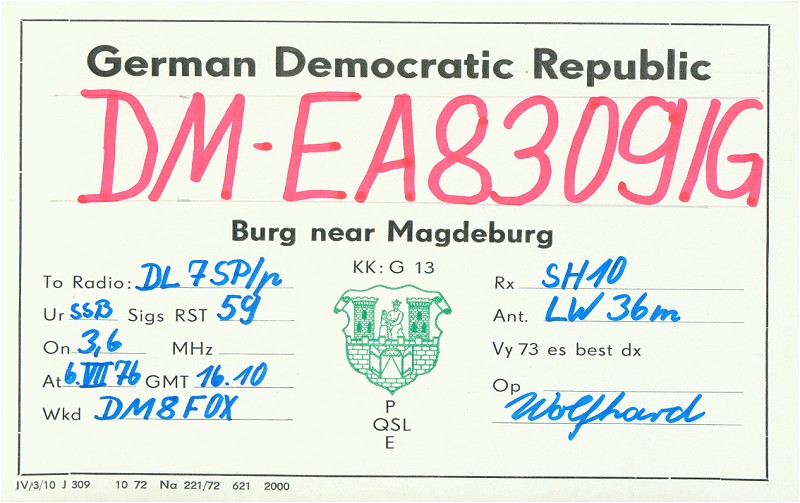 German Democratic Republic
DM-EA8309/G
Burg near Magdeburg
KK: G 13
To Radio: DL7SP/p
Ur SSB Sigs RST 59
On 3,6 MHz
At 6.VII 76 GMT 16.10
Wkd DM8FOX
Rx SH10
Ant. LW 36m
Vy 73 es best dx
Op Wolfhard
P
QSL
E
IV/3/10 J 309 10 72 Na 221/72 621 2000